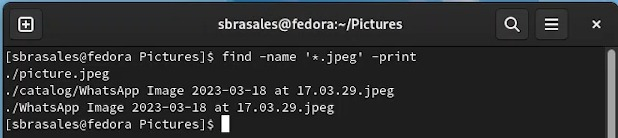 sbrasales@fedora:~/Pictures
[sbrasales@fedora Pictures]$ find -name '*.jpeg' -print
./picture.jpeg
./catalog/WhatsApp Image 2023-03-18 at 17.03.29.jpeg
./WhatsApp Image 2023-03-18 at 17.03.29.jpeg
[sbrasales@fedora Pictures]$